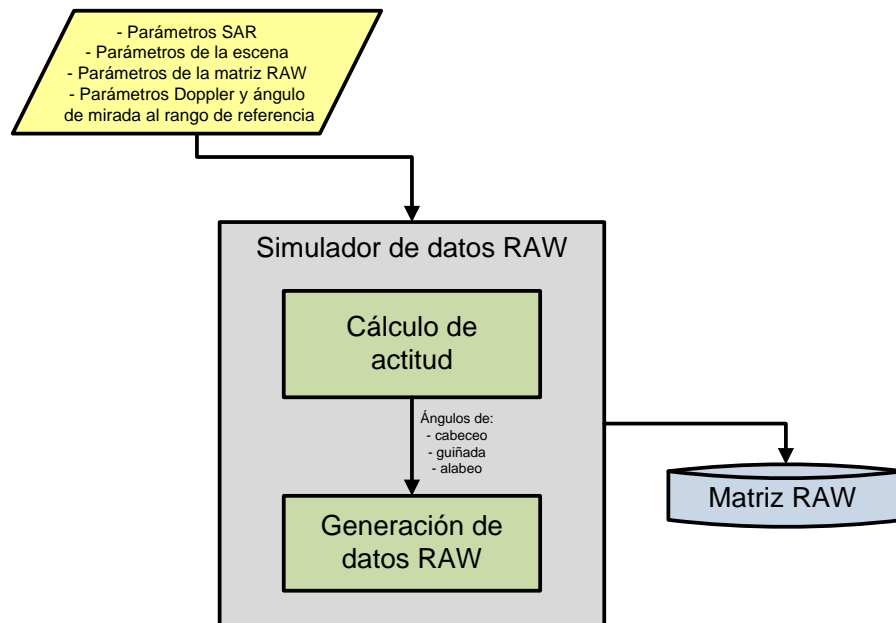 - Parámetros SAR
- Parámetros de la escena
- Parámetros de la matriz RAW
- Parámetros Doppler y ángulo
de mirada al rango de referencia
Simulador de datos RAW
Cálculo de
actitud
Ángulos de:
- cabeceo
- guiñada
- alabeo
Generación de
datos RAW
Matriz RAW